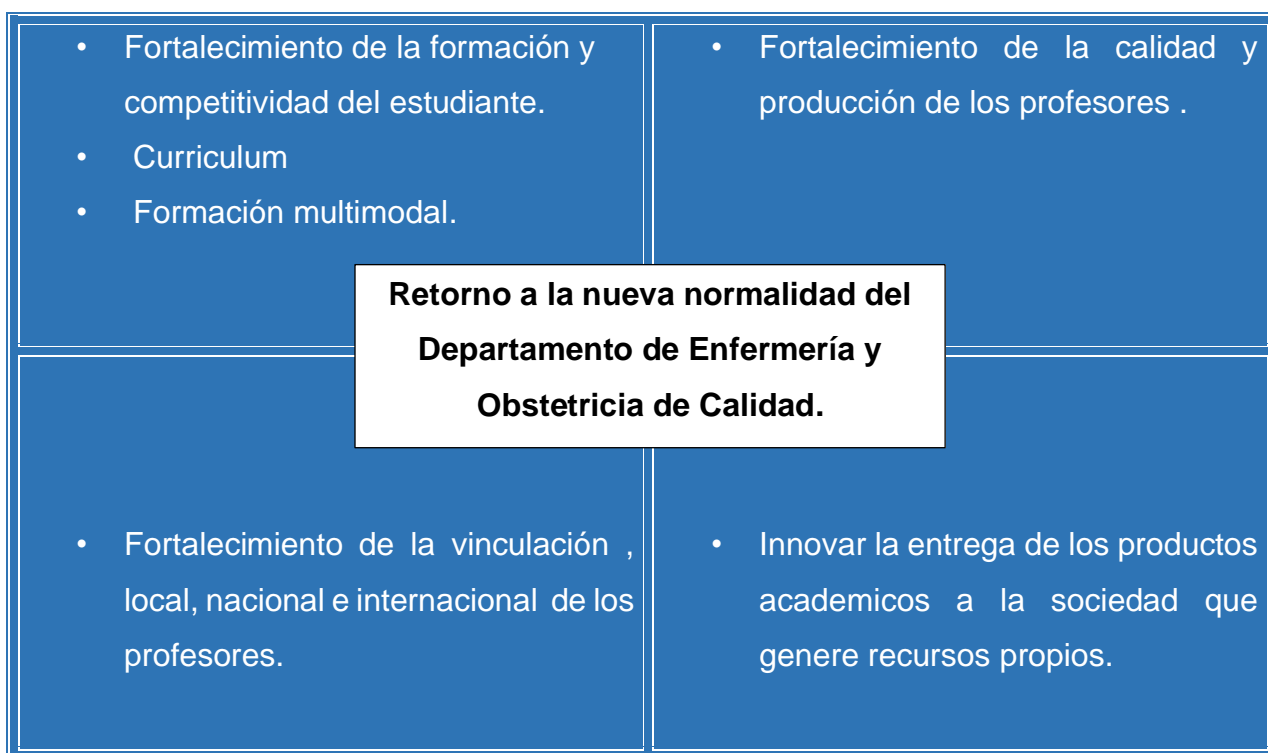 • Fortalecimiento de la formación y
competitividad del estudiante.
• Curriculum
• Formación multimodal.
• Fortalecimiento de la calidad y
producción de los profesores .
Retorno a la nueva normalidad del
Departamento de Enfermería y
Obstetricia de Calidad.
• Fortalecimiento de la vinculación ,
local, nacional e internacional de los
profesores.
• Innovar la entrega de los productos
academicos a la sociedad que
genere recursos propios.